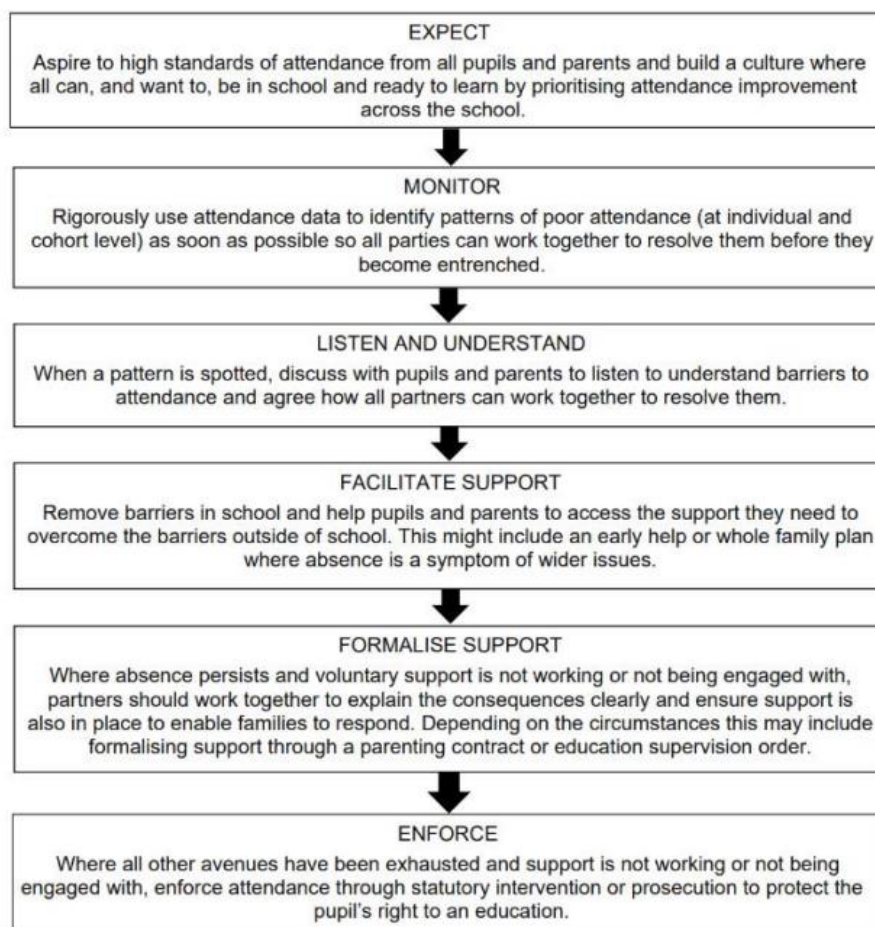 EXPECT
Aspire to high standards of attendance from all pupils and parents and build a culture where
all can, and want to, be in school and ready to learn by prioritising attendance improvement
across the school.
MONITOR
Rigorously use attendance data to identify patterns of poor attendance (at individual and
cohort level) as soon as possible so all parties can work together to resolve them before they
become entrenched.
LISTEN AND UNDERSTAND
When a pattern is spotted, discuss with pupils and parents to listen to understand barriers to
attendance and agree how all partners can work together to resolve them.
FACILITATE SUPPORT
Remove barriers in school and help pupils and parents to access the support they need to
overcome the barriers outside of school. This might include an early help or whole family plan
where absence is a symptom of wider issues.
FORMALISE SUPPORT
Where absence persists and voluntary support is not working or not being engaged with,
partners should work together to explain the consequences clearly and ensure support is
also in place to enable families to respond. Depending on the circumstances this may include
formalising support through a parenting contract or education supervision order.
ENFORCE
Where all other avenues have been exhausted and support is not working or not being
engaged with, enforce attendance through statutory intervention or prosecution to protect the
pupil's right to an education.